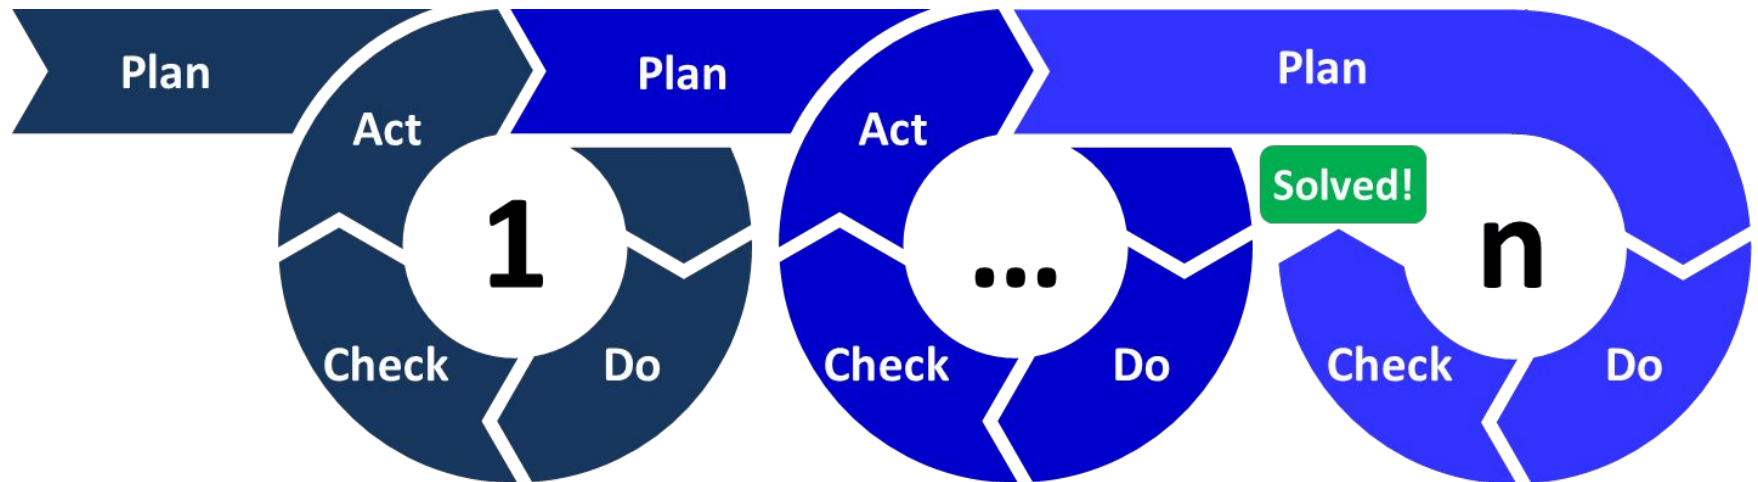 Plan
Act
1
Check
Do
Plan
Act
...
Check
Do
Plan
Solved!
n
Check
Do